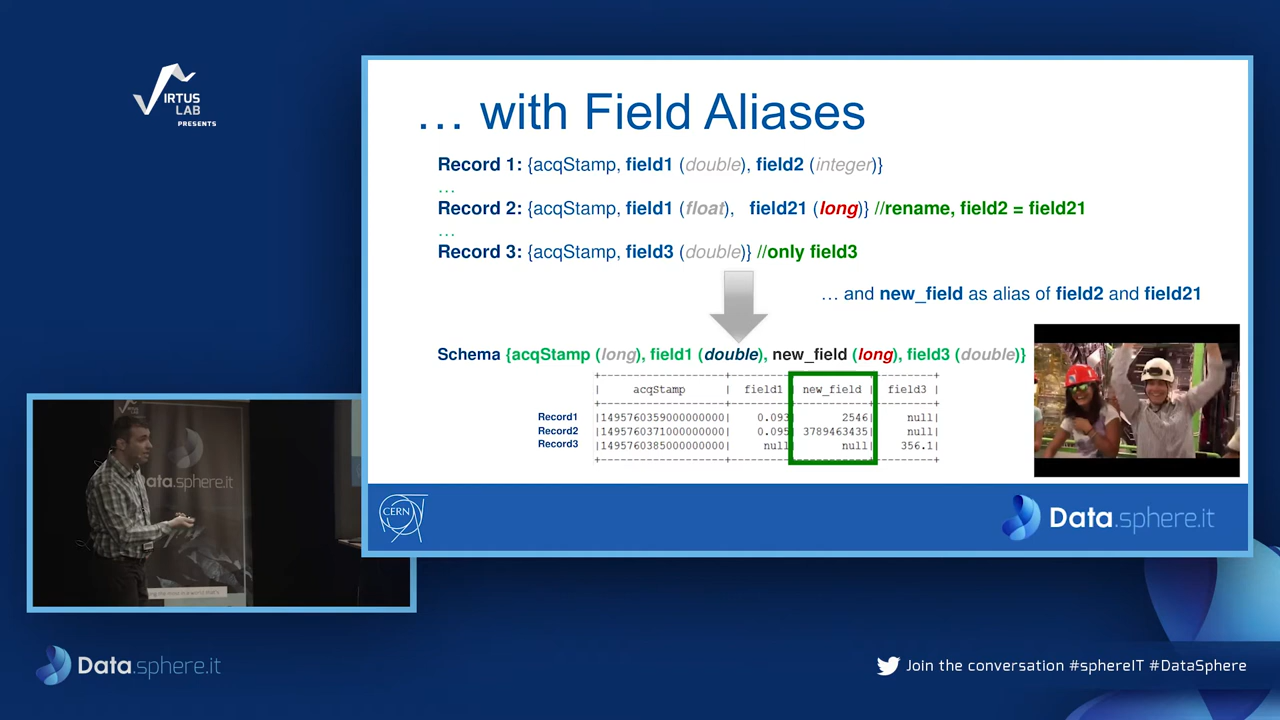 VIRTUS
LAB
PRESENTS
… with Field Aliases
Record 1: {acqStamp, field1 (double), field2 (integer)}
…
Record 2: {acqStamp, field1 (float), field21 (long)} //rename, field2 = field21
…
Record 3: {acqStamp, field3 (double)} //only field3
… and new_field as alias of field2 and field21
Schema {acqStamp (long), field1 (double), new_field (long), field3 (double)}
| acqStamp | field1 | new_field | field3 |
Record1 |1495760359000000000| 0.093| 2546| null|
Record2 |1495760371000000000| 0.095| 3789463435| null|
Record3 |1495760385000000000| null| null| 356.1|
CERN
Data.sphere.it
ata.sphere.it
Data.sphere.it
Join the conversation #sphereIT #DataSphere